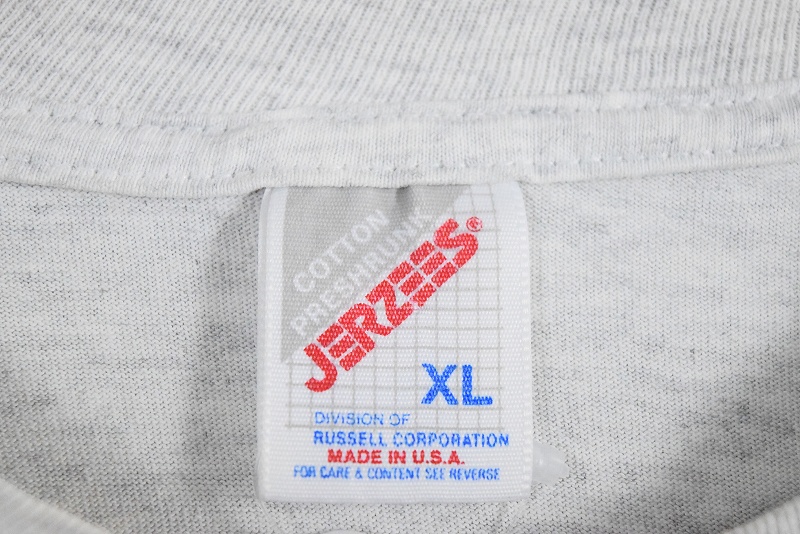 COTTON
PRESHRUNK
JERZEES®
XL
DIVISION OF
RUSSELL CORPORATION
MADE IN U.S.A.
FOR CARE & CONTENT SEE REVERSE